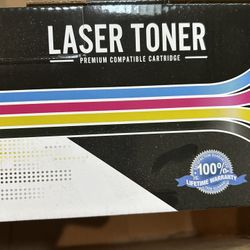 LASER TONER
PREMIUM COMPATIBLE CARTRIDGE
100%
LIFETIME WARRANTY